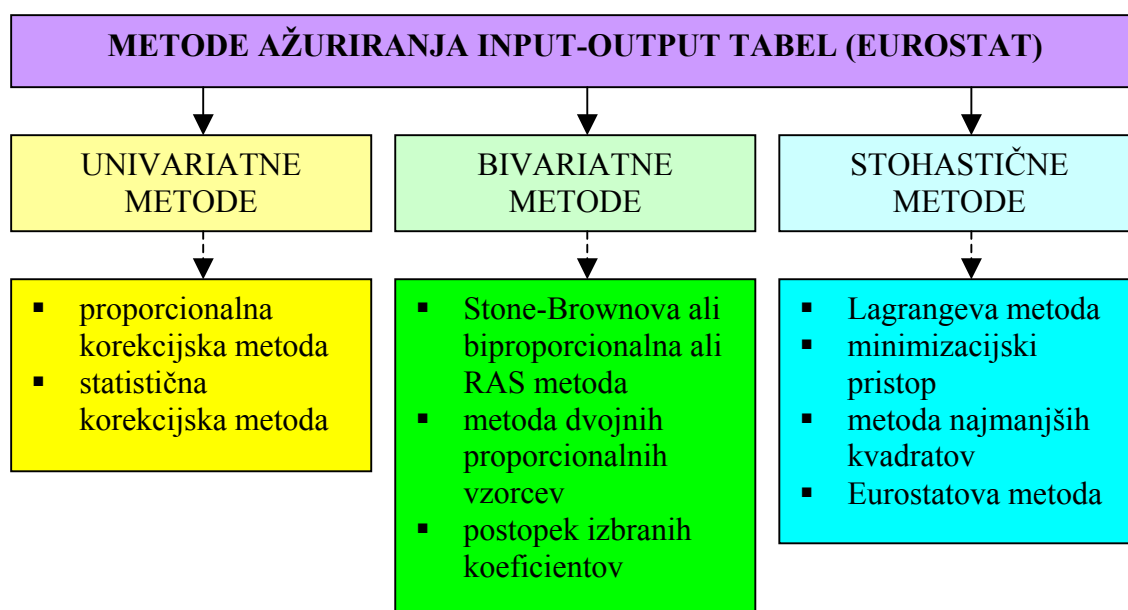 METODE AŽURIRANJA INPUT-OUTPUT TABEL (EUROSTAT)
UNIVARIATNE
METODE
BIVARIATNE
METODE
STOHASTIČNE
METODE
▪ proporcionalna
korekcijska metoda
▪ statistična
korekcijska metoda
▪ Stone-Brownova ali
biproporcionalna ali
RAS metoda
▪ metoda dvojnih
proporcionalnih
vzorcev
▪ postopek izbranih
koeficientov
▪ Lagrangeva metoda
▪ minimizacijski
pristop
▪ metoda najmanjših
kvadratov
▪ Eurostatova metoda